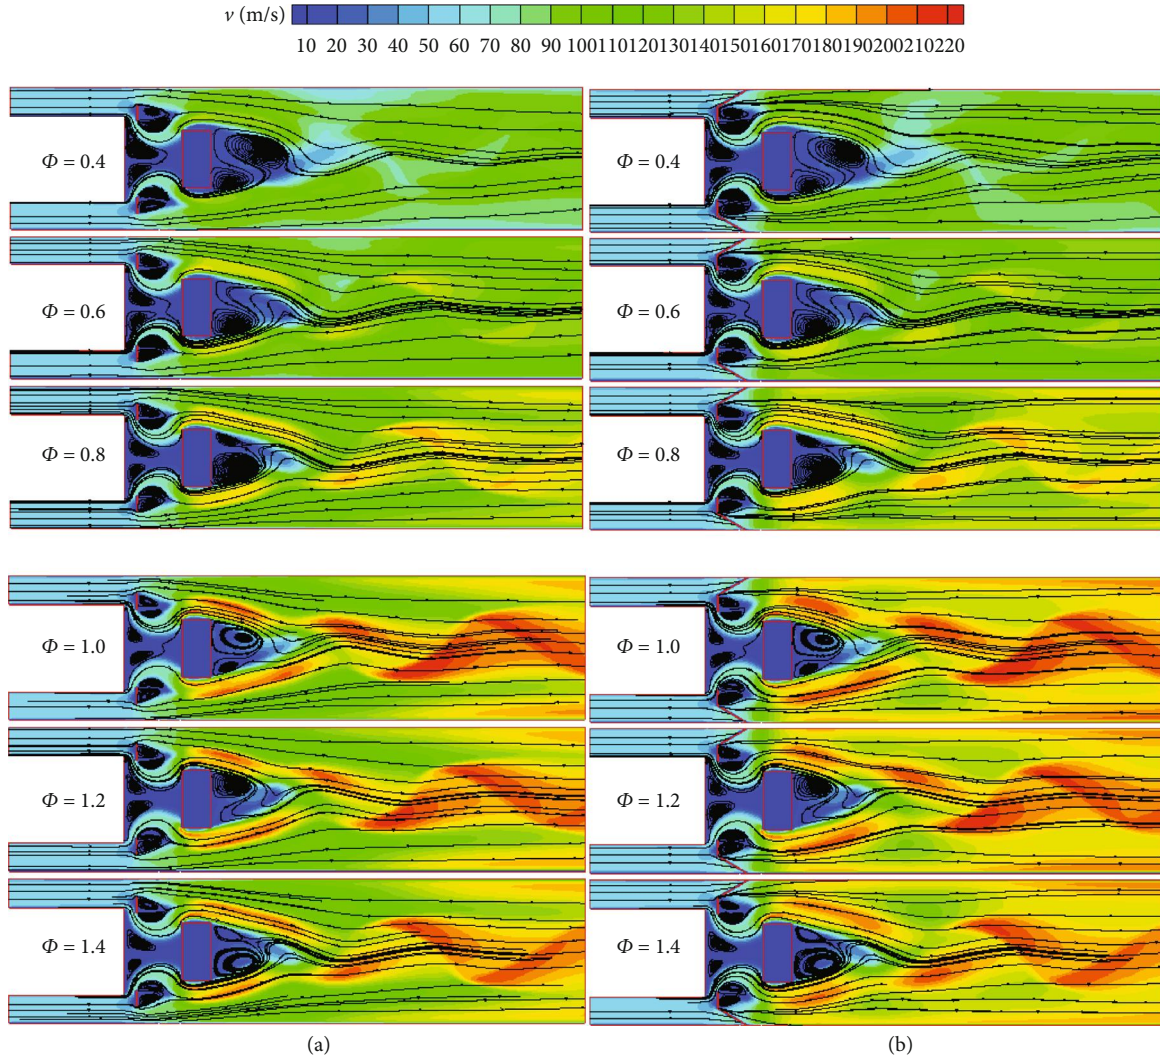 ν (m/s)
10 20 30 40 50 60 70 80 90 100110120130140150160170180190200210220
Φ = 0.4 Φ = 0.4
Φ = 0.6 Φ = 0.6
Φ = 0.8 Φ = 0.8
Φ = 1.0 Φ = 1.0
Φ = 1.2 Φ = 1.2
Φ = 1.4 Φ = 1.4
(a) (b)